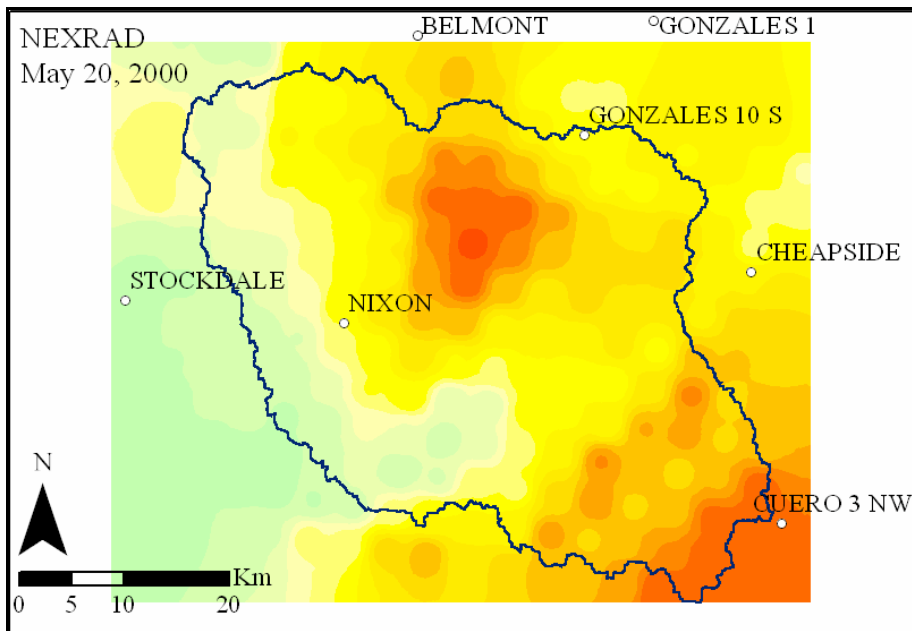 BELMONT
GONZALES 1
NEXRAD
May 20, 2000
GONZALES 10 S
CHEAPSIDE
STOCKDALE
NIXON
N
CUERO 3 NW
Km
0 5 10 20